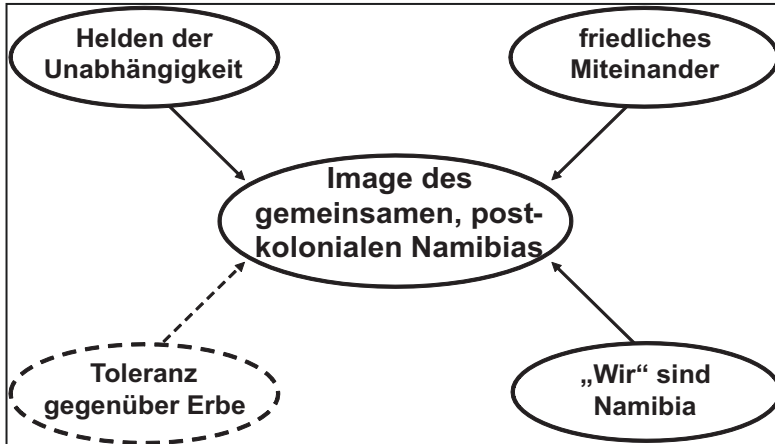 Helden der
Unabhängigkeit
friedliches
Miteinander
Image des
gemeinsamen, post-
kolonialen Namibias
Toleranz
gegenüber Erbe
„Wir“ sind
Namibia